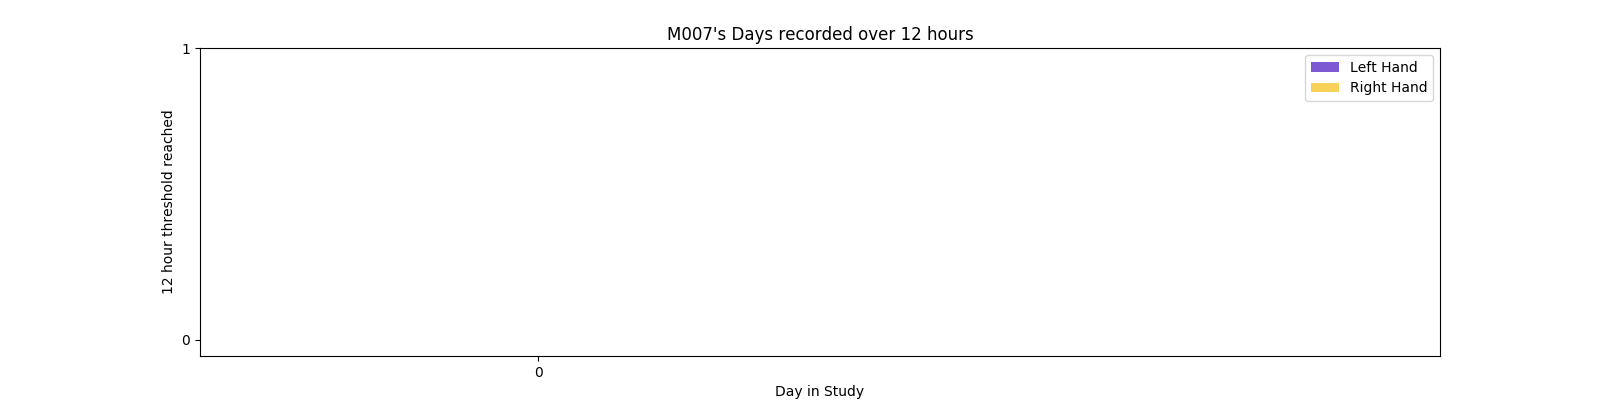 M007's Days recorded over 12 hours
1
Left Hand
Right Hand
12 hour threshold reached
0
0
Day in Study